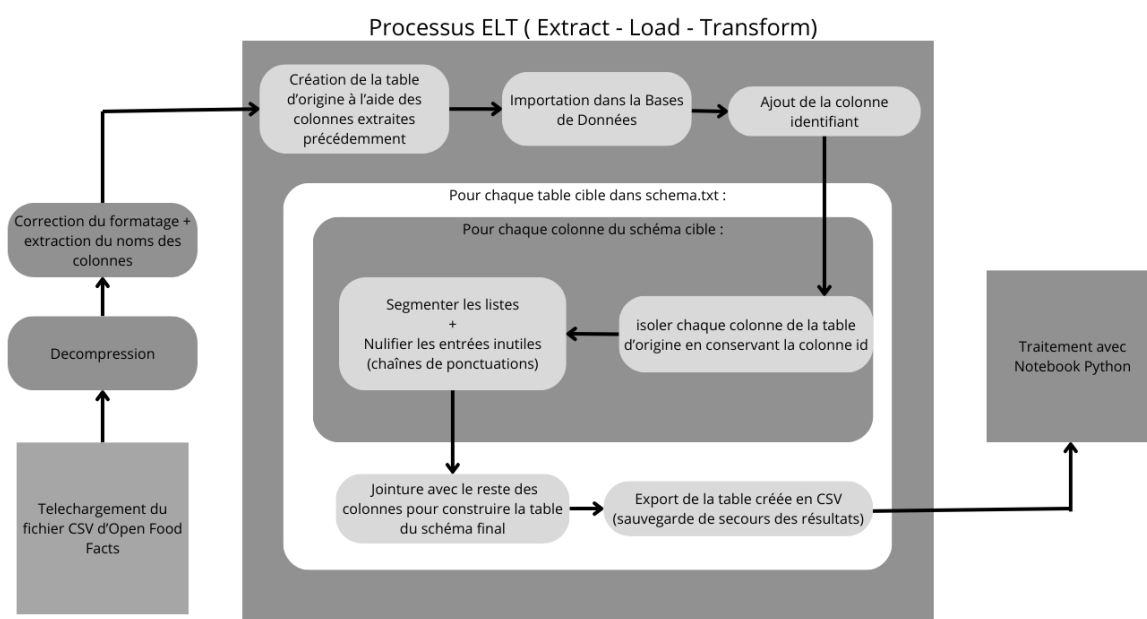 Processus ELT ( Extract - Load - Transform)
Création de la table
d'origine à l'aide des
colonnes extraites
précédemment
Importation dans la Bases
de Données
Ajout de la colonne
identifiant
Pour chaque table cible dans schema.txt :
Pour chaque colonne du schéma cible :
Correction du formatage +
extraction du noms des
colonnes
Decompression
Telechargement du
fichier CSV d'Open Food
Facts
Segmenter les listes
+
Nulifier les entrées inutiles
(chaînes de ponctuations)
isoler chaque colonne de la table
d'origine en conservant la colonne id
Jointure avec le reste des
colonnes pour construire la table
du schéma final
Export de la table créée en CSV
(sauvegarde de secours des résultats)
Traitement avec
Notebook Python